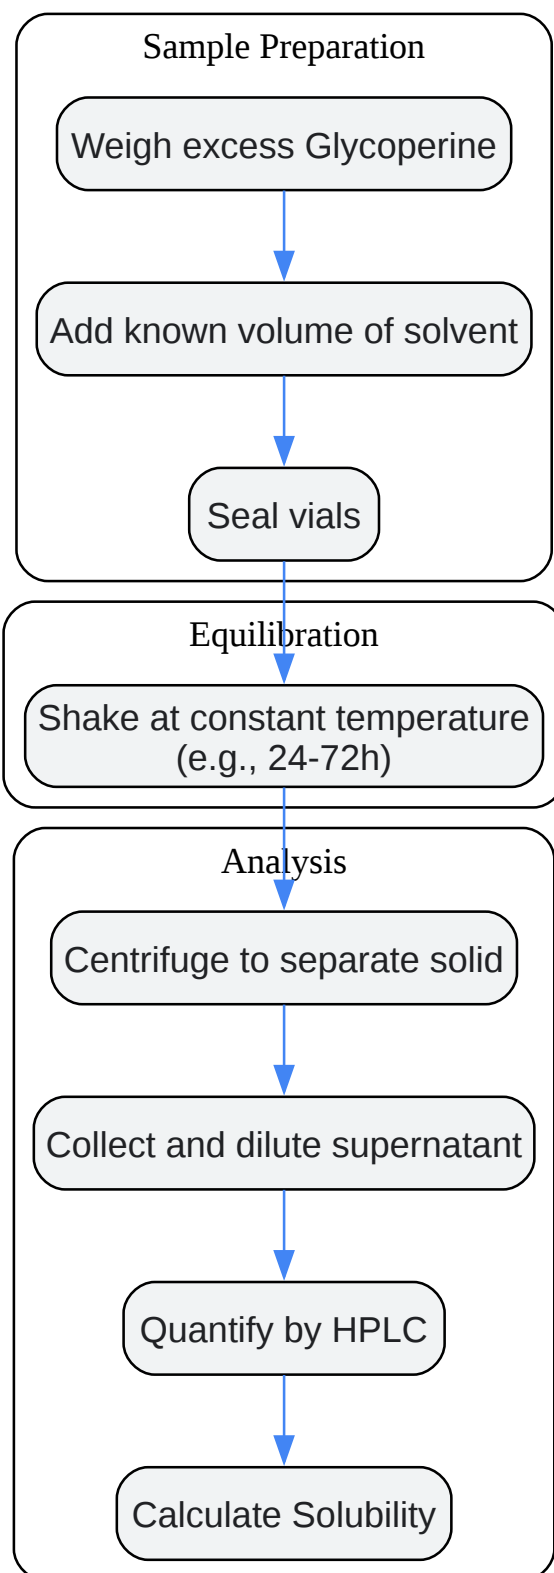 Sample Preparation
Weigh excess Glycoperine
Add known volume of solvent
Seal vials
Equilibration
Shake at constant temperature
(e.g., 24-72h)
Analysis
Centrifuge to separate solid
Collect and dilute supernatant
Quantify by HPLC
Calculate Solubility